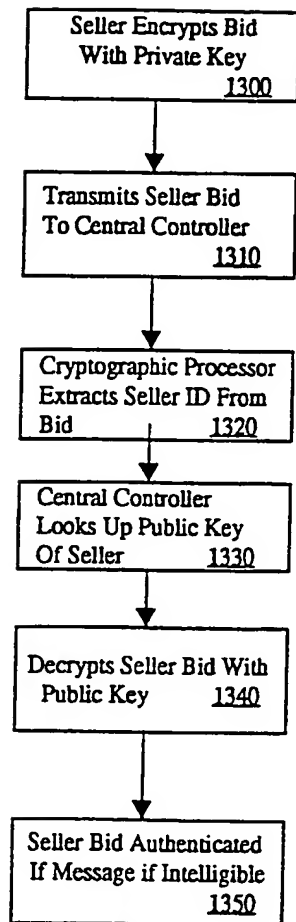 Seller Encrypts Bid
With Private Key
1300
Transmits Seller Bid
To Central Controller
1310
Cryptographic Processor
Extracts Seller ID From
Bid 1320
Central Controller
Looks Up Public Key
Of Seller 1330
Decrypts Seller Bid With
Public Key 1340
Seller Bid Authenticated
If Message if Intelligible
1350